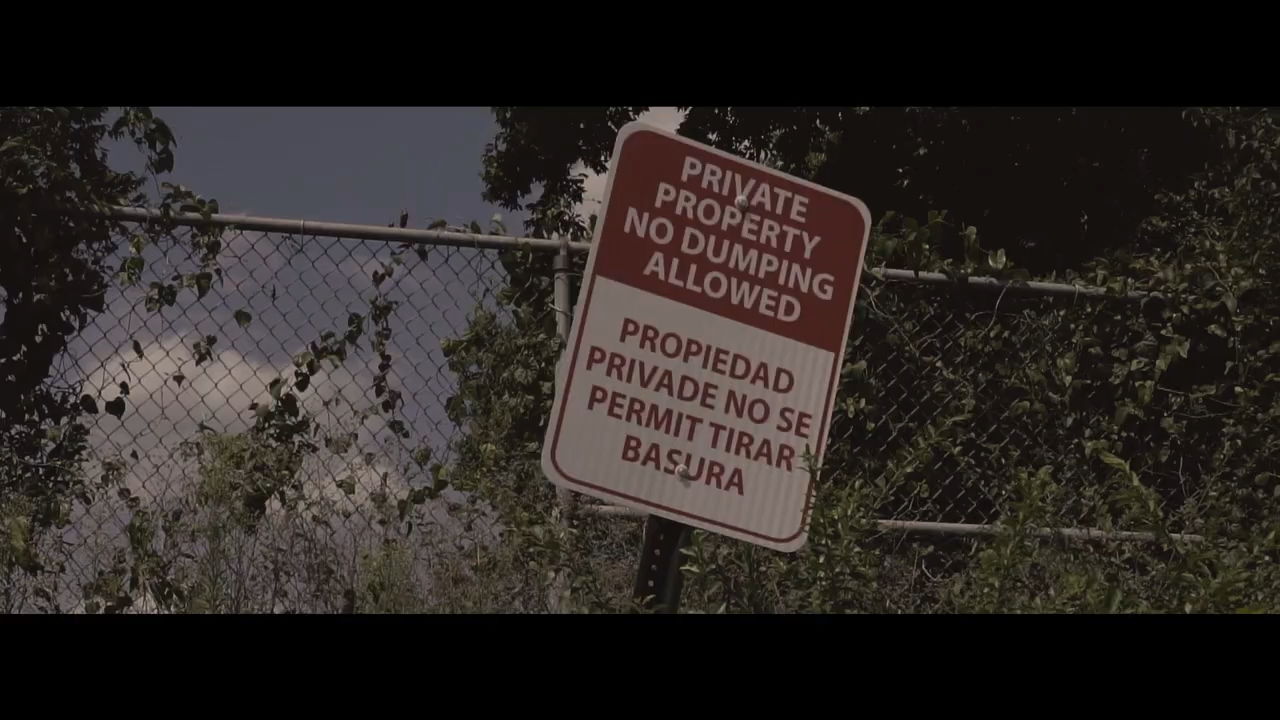 PRIVATE
PROPERTY
NO DUMPING
ALLOWED
PROPIEDAD
PRIVADE NO SE
PERMIT TIRAR
BASURA